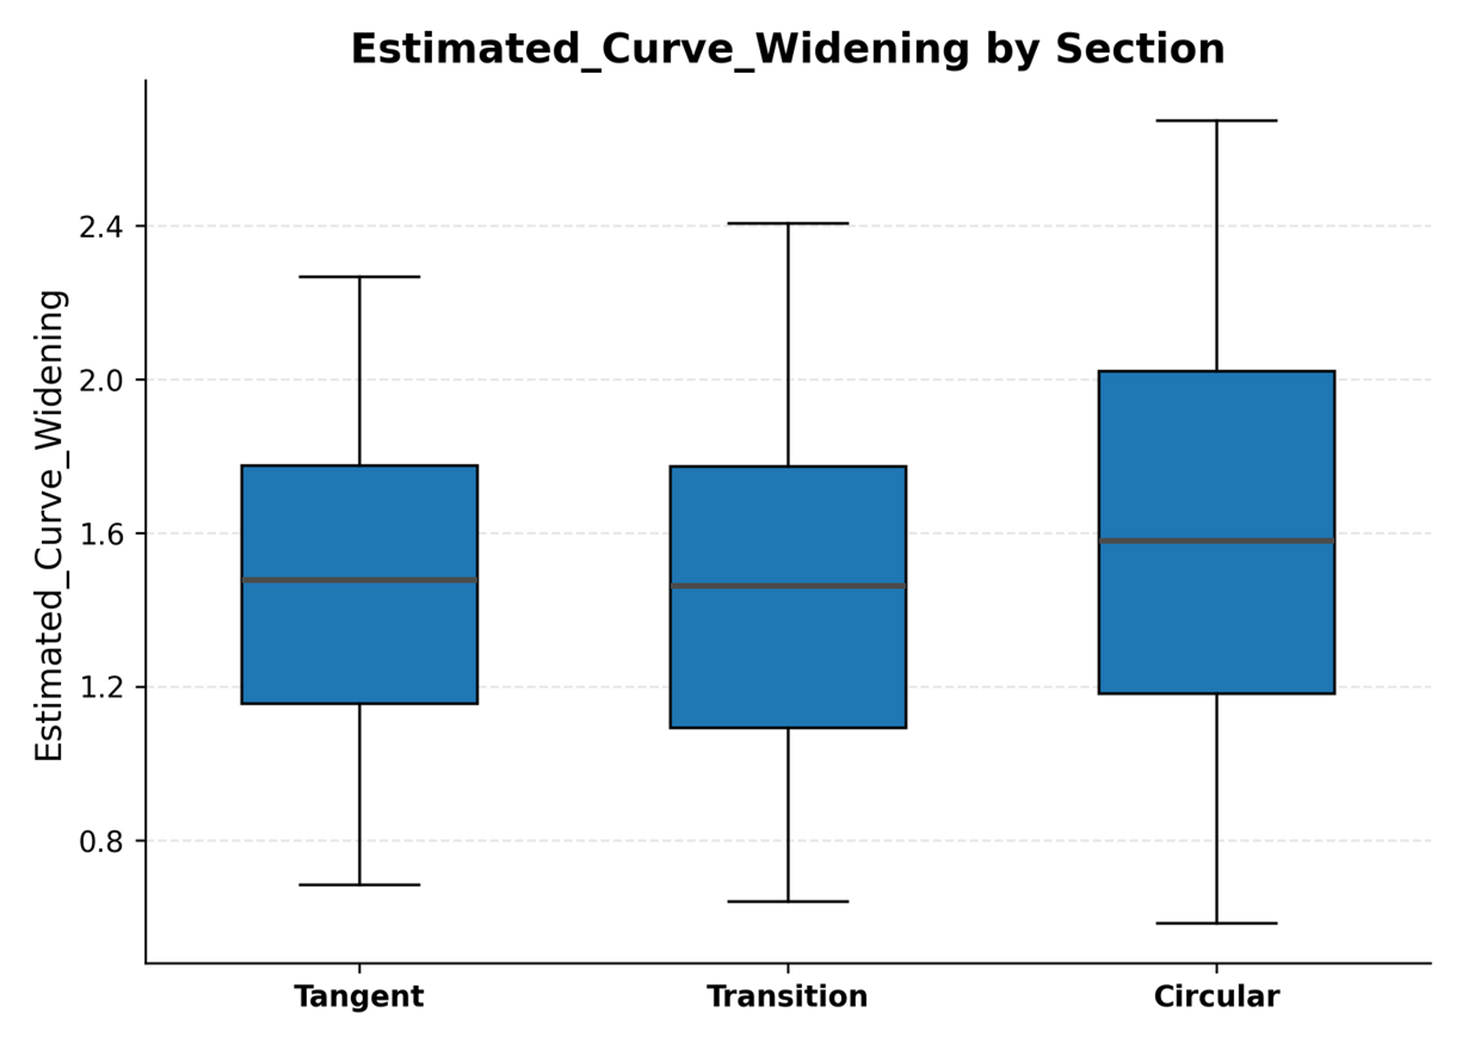 Estimated_Curve_Widening by Section
Estimated_Curve_Widening
2.4
2.0
1.6
1.2
0.8
Tangent
Transition
Circular